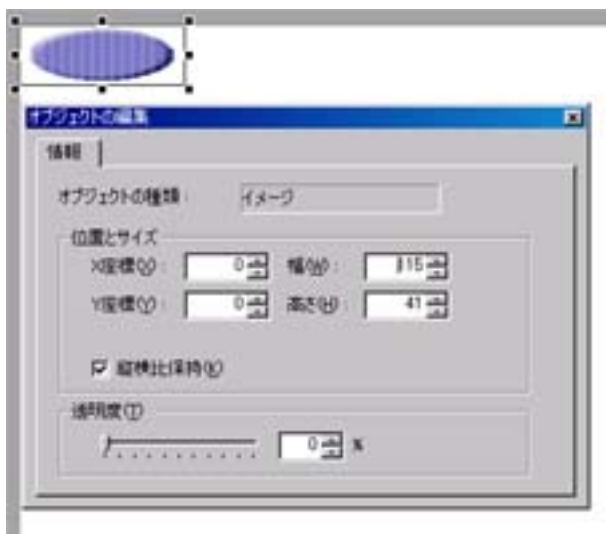 オブジェクトの編集
情報
オブジェクトの種類： イメージ
位置とサイズ
X座標(X)： 0 幅(W)： 115
Y座標(Y)： 0 高さ(H)： 41
縦横比保持(K)
透明度(T)
0 %